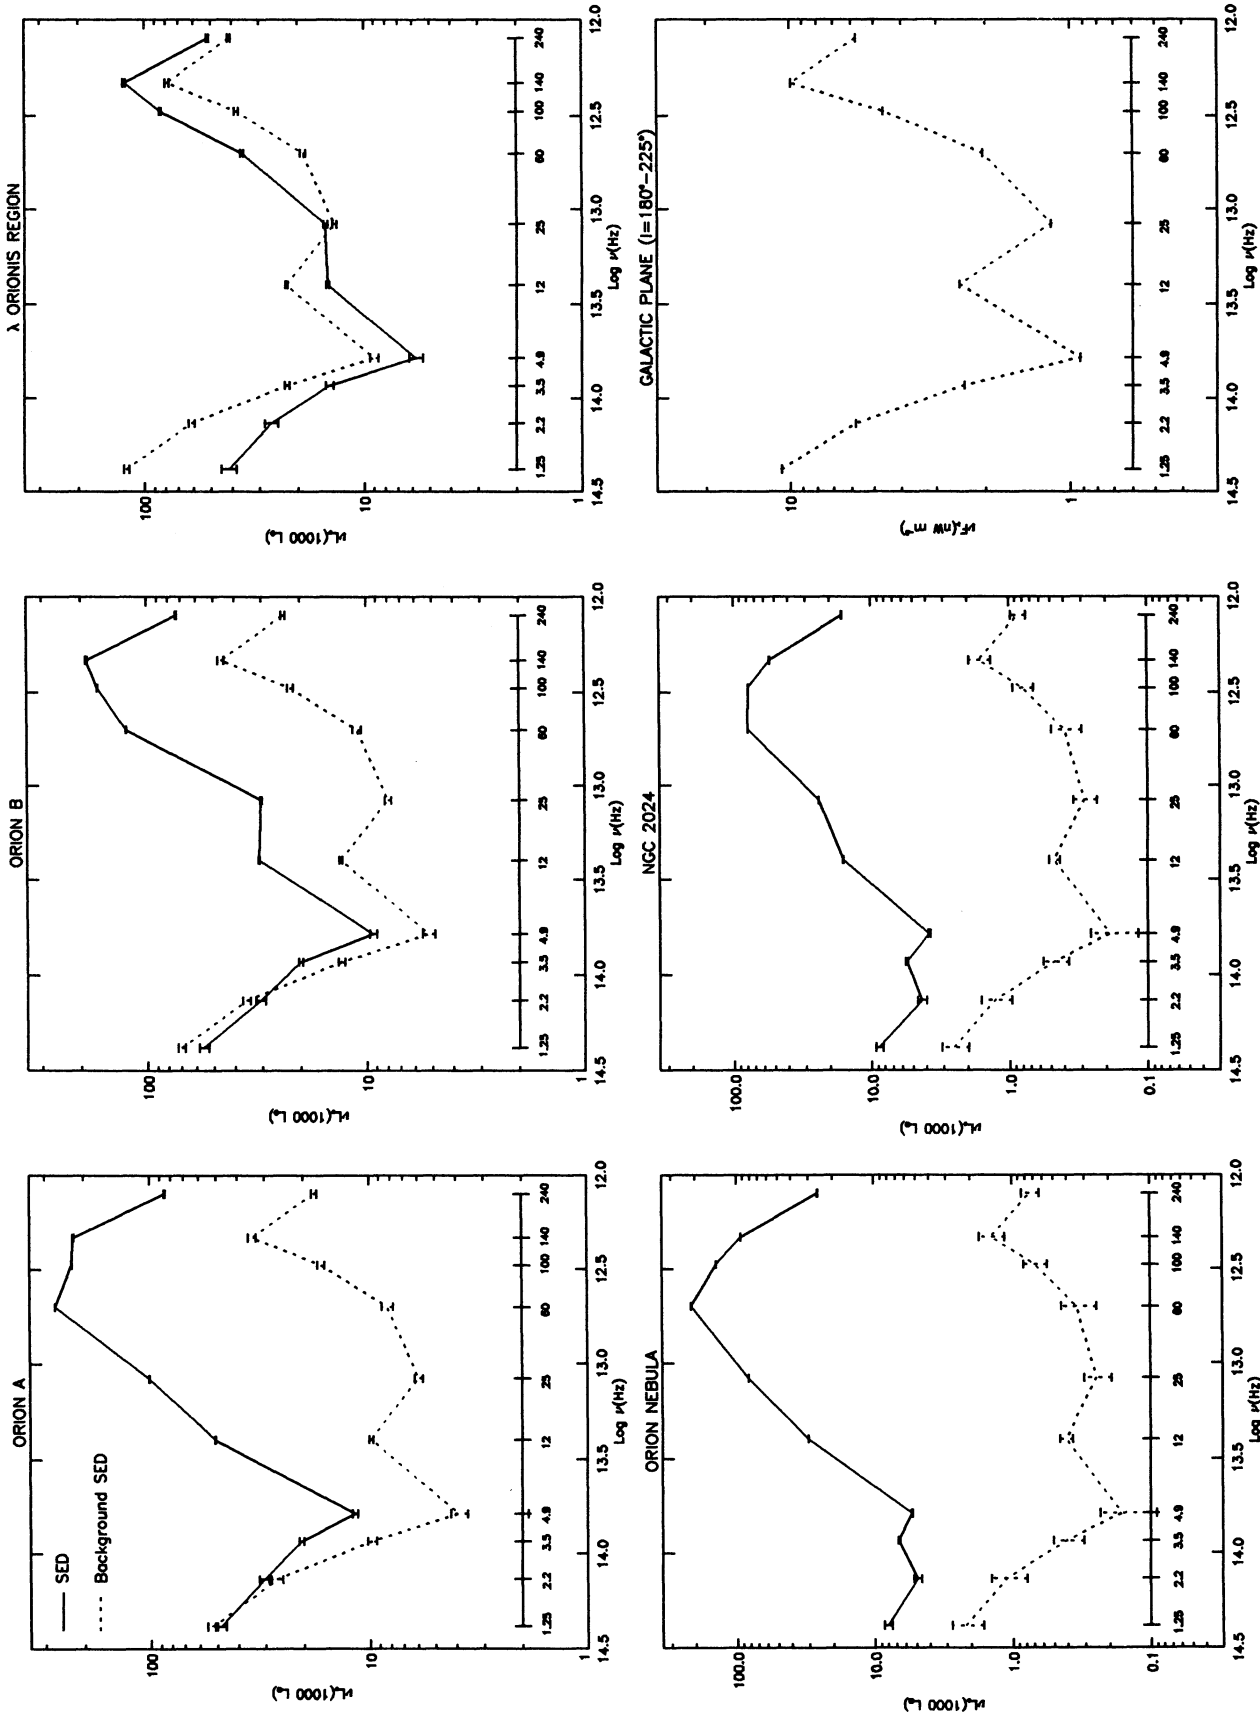 ORION A
SED
Background SED
100
10
1
νLᵥ(1000 L⊙)
1.25 2.2 3.5 4.9 12 25 60 100 140 240
14.5 14.0 13.5 13.0 12.5 12.0
Log ν(Hz)
ORION B
100
10
1
νLᵥ(1000 L⊙)
1.25 2.2 3.5 4.9 12 25 60 100 140 240
14.5 14.0 13.5 13.0 12.5 12.0
Log ν(Hz)
λ ORIONIS REGION
100
10
1
νLᵥ(1000 L⊙)
1.25 2.2 3.5 4.9 12 25 60 100 140 240
14.5 14.0 13.5 13.0 12.5 12.0
Log ν(Hz)
ORION NEBULA
100.0
10.0
1.0
0.1
νLᵥ(1000 L⊙)
1.25 2.2 3.5 4.9 12 25 60 100 140 240
14.5 14.0 13.5 13.0 12.5 12.0
Log ν(Hz)
NGC 2024
100.0
10.0
1.0
0.1
νLᵥ(1000 L⊙)
1.25 2.2 3.5 4.9 12 25 60 100 140 240
14.5 14.0 13.5 13.0 12.5 12.0
Log ν(Hz)
GALACTIC PLANE (l=180°-225°)
10
1
νFᵥ(nW m⁻²)
1.25 2.2 3.5 4.9 12 25 60 100 140 240
14.5 14.0 13.5 13.0 12.5 12.0
Log ν(Hz)